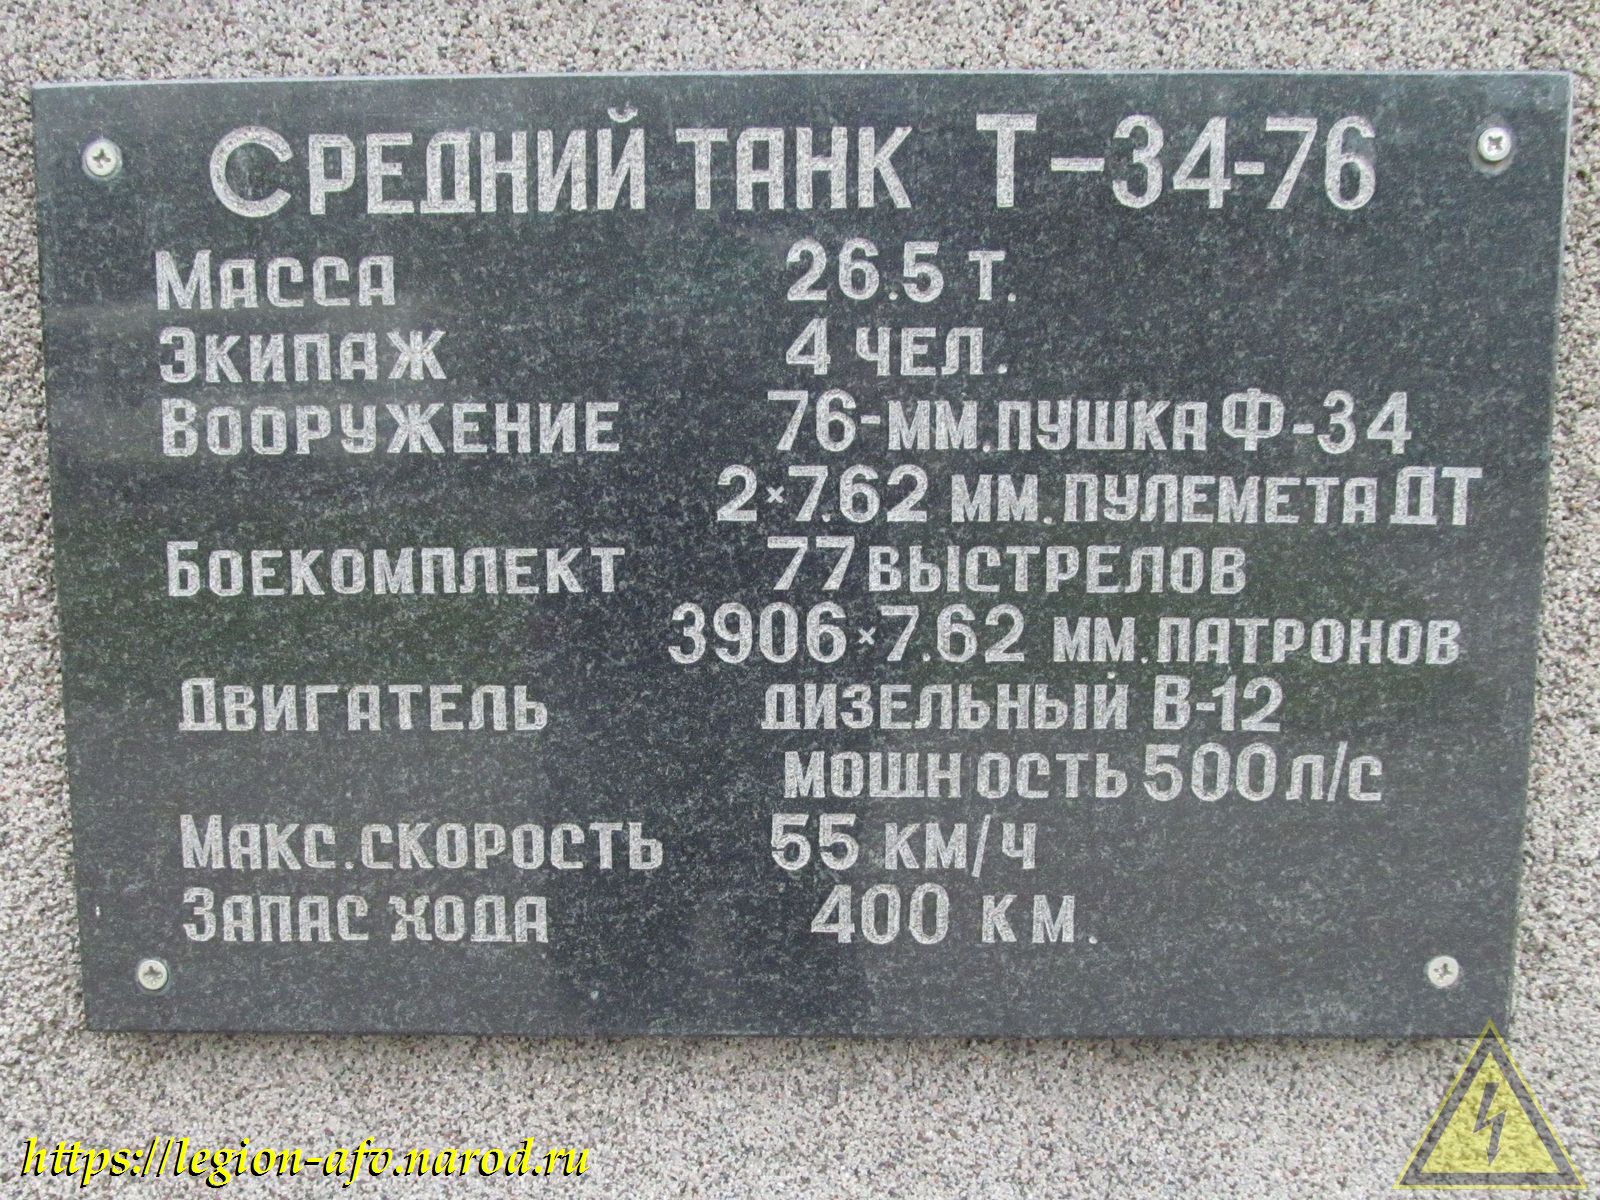 Средний танк Т-34-76
Масса 26.5 т.
Экипаж 4 чел.
Вооружение 76-мм.пушка Ф-34
2×7.62 мм.пулемета ДТ
Боекомплект 77 выстрелов
3906×7.62 мм.патронов
Двигатель дизельный В-12
мощность 500 л/с
Макс.скорость 55 км/ч
Запас хода 400 км.
https://legion-afv.narod.ru